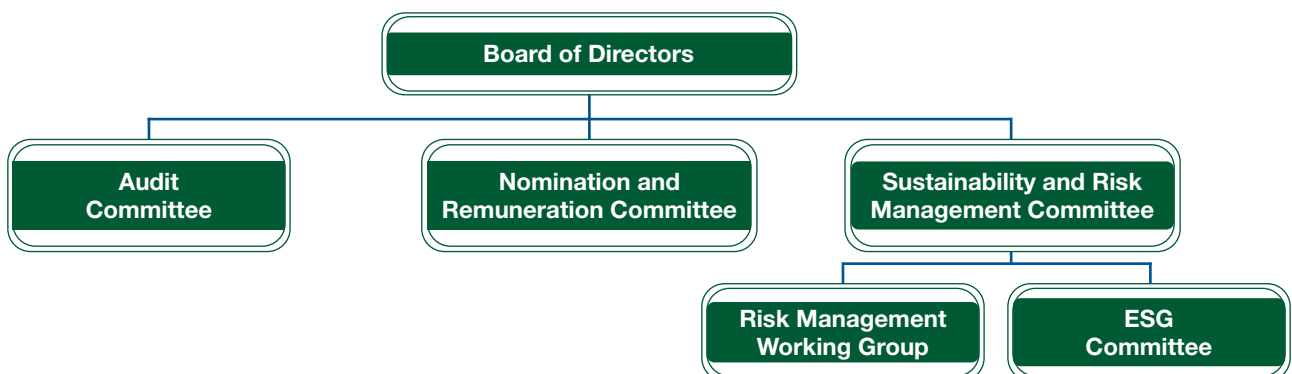 Board of Directors
Audit
Committee
Nomination and
Remuneration Committee
Sustainability and Risk
Management Committee
Risk Management
Working Group
ESG
Committee